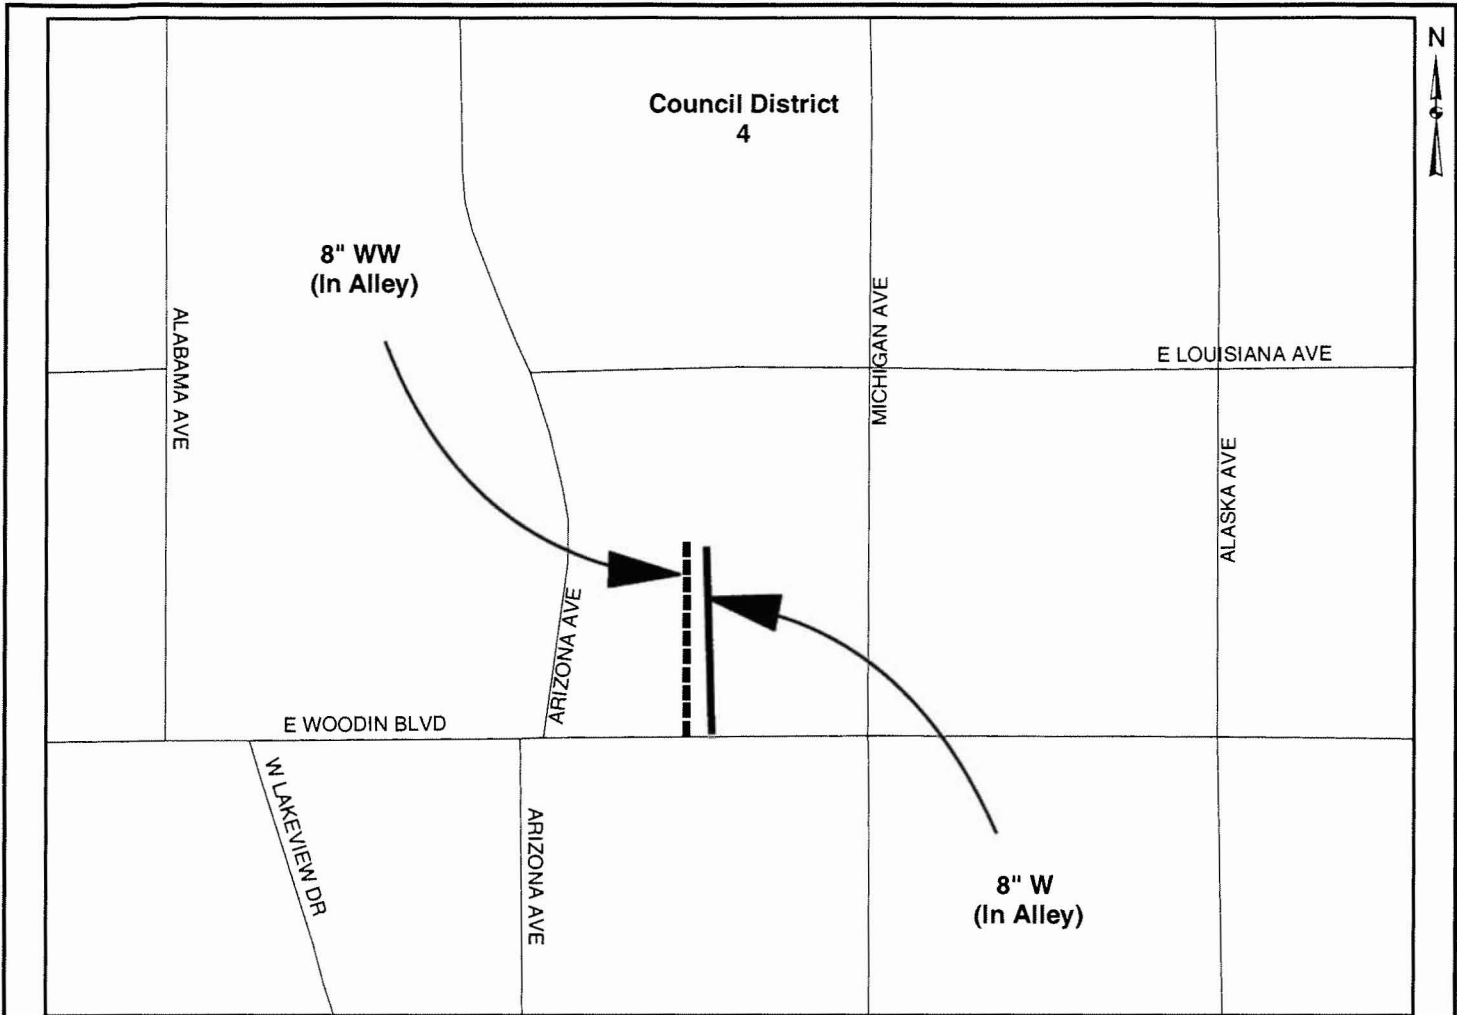 N
Council District
4
8" WW
(In Alley)
ALABAMA AVE
MICHIGAN AVE
E LOUISIANA AVE
ALASKA AVE
ARIZONA AVE
E WOODIN BLVD
W LAKEVIEW DR
ARIZONA AVE
8" W
(In Alley)